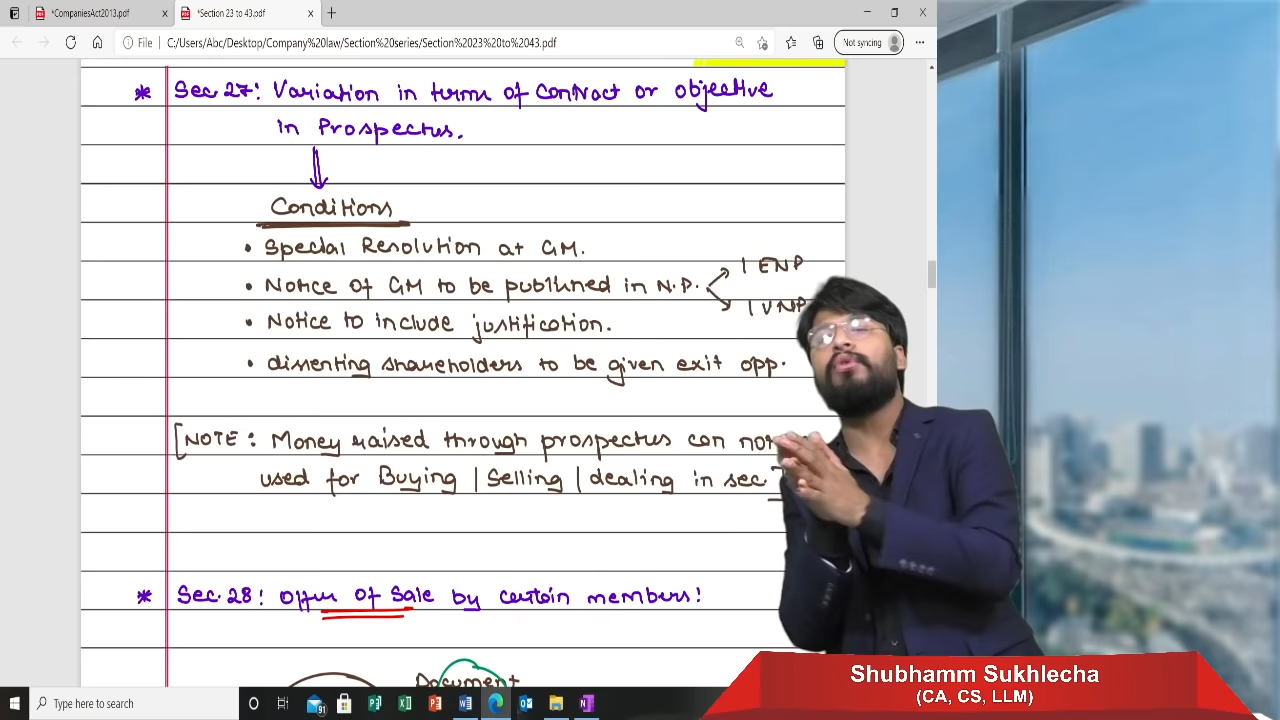 *CompaniesAct2013.pdf
*Section 23 to 43.pdf
File C:/Users/Abc/Desktop/Company%20law/Section%20series/Section%2023%20to%2043.pdf
Not syncing
* Sec.27: Variation in terms of Contract or objective
in Prospectus.
Conditions
• Special Resolution at GM.
• Notice of GM to be published in N.P. 1 ENP
1 VNP
• Notice to include justification.
• dissenting shareholders to be given exit opp.
[NOTE: Money raised through prospectus can not
used for Buying | Selling | dealing in sec]
* Sec.28: Offer of Sale by certain members!
Document
Type here to search
91
Shubhamm Sukhlecha
(CA, CS, LLM)